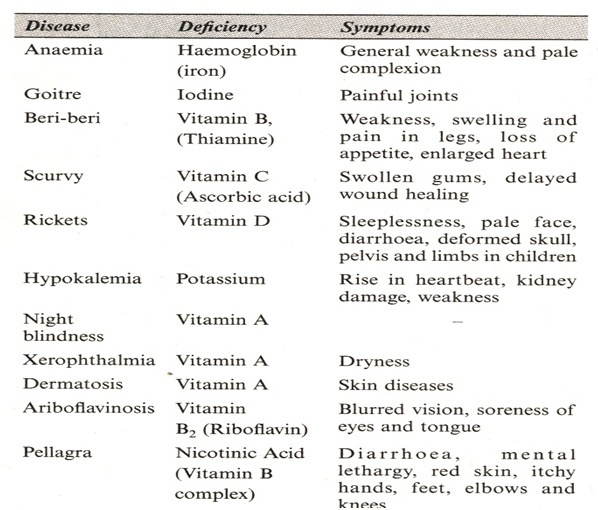 Disease Deficiency Symptoms
Anaemia Haemoglobin General weakness and pale
(iron) complexion
Goitre Iodine Painful joints
Beri-beri Vitamin B, Weakness, swelling and
(Thiamine) pain in legs, loss of
appetite, enlarged heart
Scurvy Vitamin C Swollen gums, delayed
(Ascorbic acid) wound healing
Rickets Vitamin D Sleeplessness, pale face,
diarrhoea, deformed skull,
pelvis and limbs in children
Hypokalemia Potassium Rise in heartbeat, kidney
damage, weakness
Night Vitamin A –
blindness
Xerophthalmia Vitamin A Dryness
Dermatosis Vitamin A Skin diseases
Ariboflavinosis Vitamin Blurred vision, soreness of
B₂ (Riboflavin) eyes and tongue
Pellagra Nicotinic Acid Diarrhoea, mental
(Vitamin B lethargy, red skin, itchy
complex) hands, feet, elbows and
knees